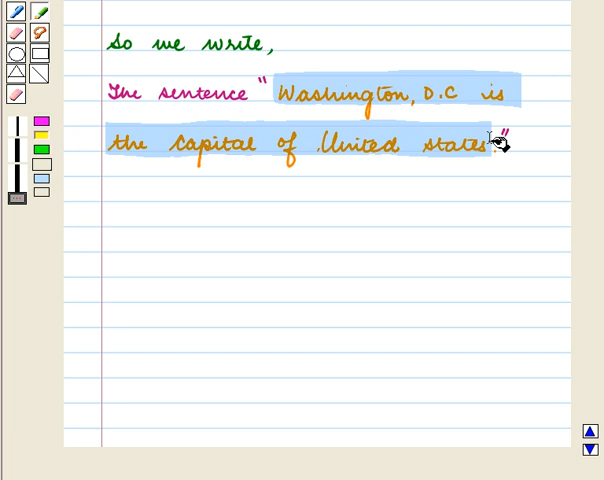 So we write,
The sentence " Washington, D.C is
the capital of United states."